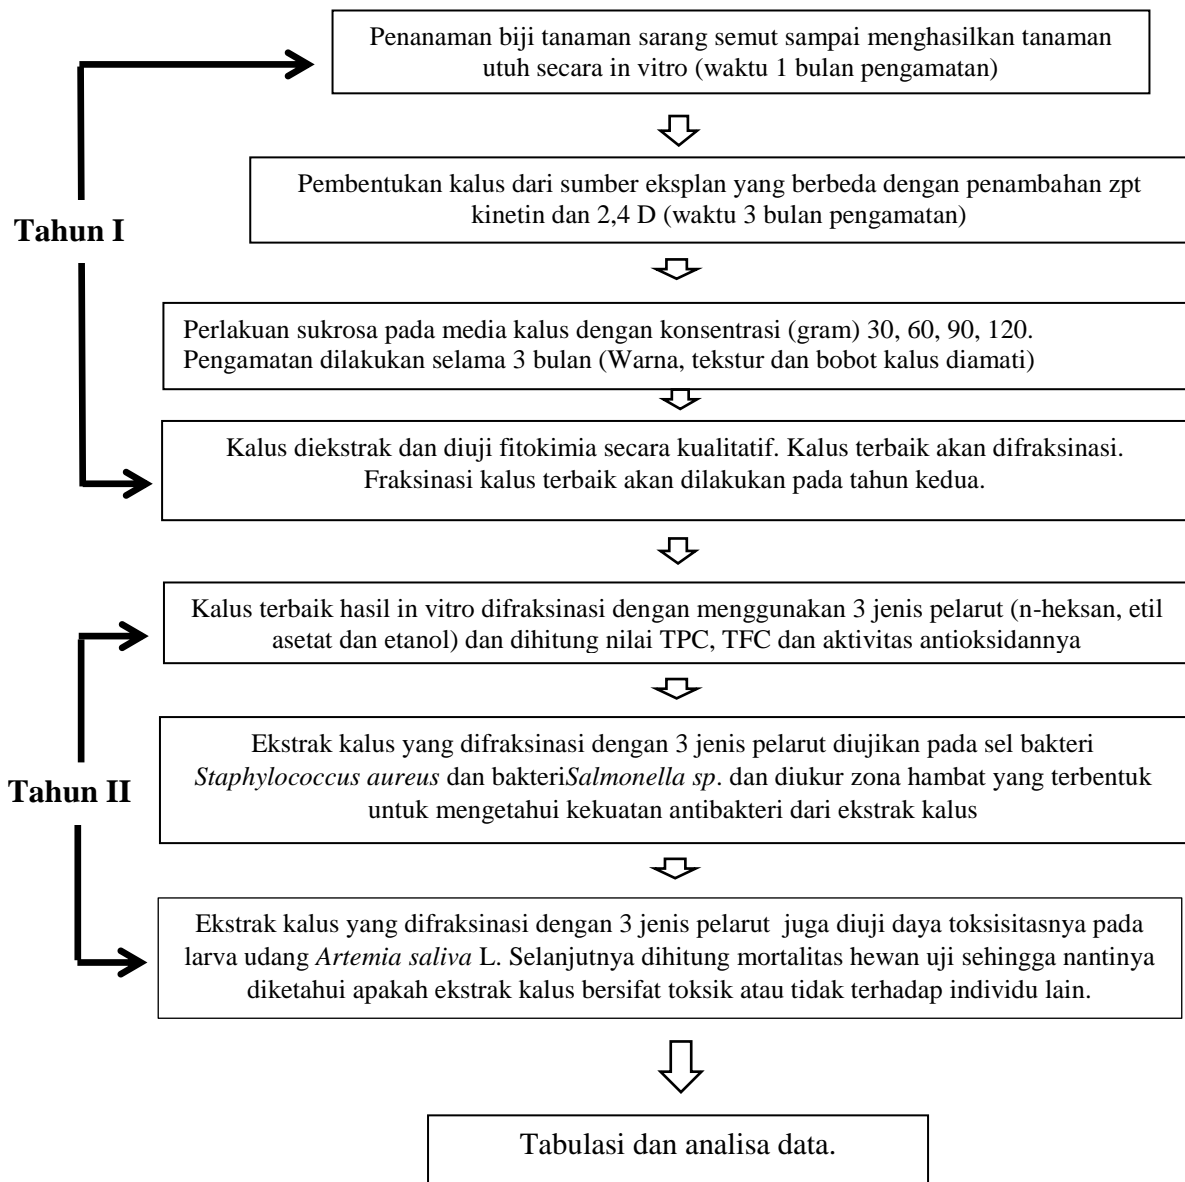 Penanaman biji tanaman sarang semut sampai menghasilkan tanaman
utuh secara in vitro (waktu 1 bulan pengamatan)
Pembentukan kalus dari sumber eksplan yang berbeda dengan penambahan zpt
kinetin dan 2,4 D (waktu 3 bulan pengamatan)
Tahun I
Perlakuan sukrosa pada media kalus dengan konsentrasi (gram) 30, 60, 90, 120.
Pengamatan dilakukan selama 3 bulan (Warna, tekstur dan bobot kalus diamati)
Kalus diekstrak dan diuji fitokimia secara kualitatif. Kalus terbaik akan difraksinasi.
Fraksinasi kalus terbaik akan dilakukan pada tahun kedua.
Kalus terbaik hasil in vitro difraksinasi dengan menggunakan 3 jenis pelarut (n-heksan, etil
asetat dan etanol) dan dihitung nilai TPC, TFC dan aktivitas antioksidannya
Ekstrak kalus yang difraksinasi dengan 3 jenis pelarut diujikan pada sel bakteri
Staphylococcus aureus dan bakteriSalmonella sp. dan diukur zona hambat yang terbentuk
untuk mengetahui kekuatan antibakteri dari ekstrak kalus
Tahun II
Ekstrak kalus yang difraksinasi dengan 3 jenis pelarut  juga diuji daya toksisitasnya pada
larva udang Artemia saliva L. Selanjutnya dihitung mortalitas hewan uji sehingga nantinya
diketahui apakah ekstrak kalus bersifat toksik atau tidak terhadap individu lain.
Tabulasi dan analisa data.